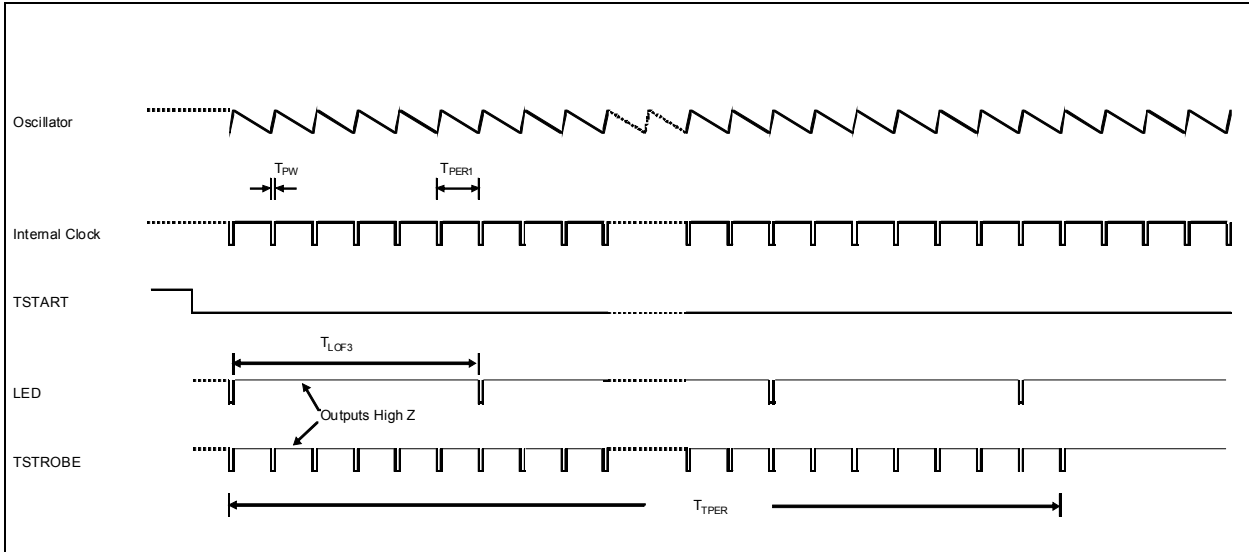 Oscillator
TPW
TPER1
Internal Clock
TSTART
TLOF3
LED
Outputs High Z
TSTROBE
TTPER